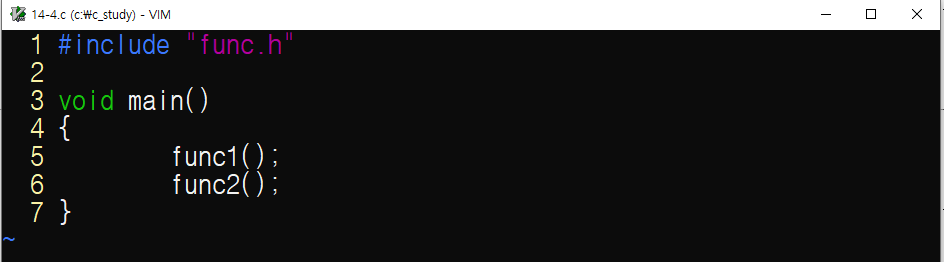 14-4.c (c:\c_study) - VIM
1 #include "func.h"
2
3 void main()
4 {
5 func1();
6 func2();
7 }
~